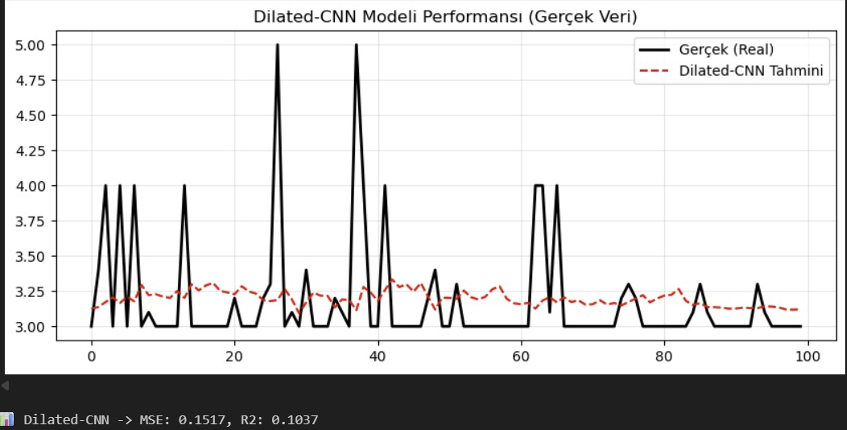 Dilated-CNN Modeli Performansı (Gerçek Veri)
Gerçek (Real)
Dilated-CNN Tahmini
5.00
4.75
4.50
4.25
4.00
3.75
3.50
3.25
3.00
0 20 40 60 80 100
Dilated-CNN -> MSE: 0.1517, R2: 0.1037